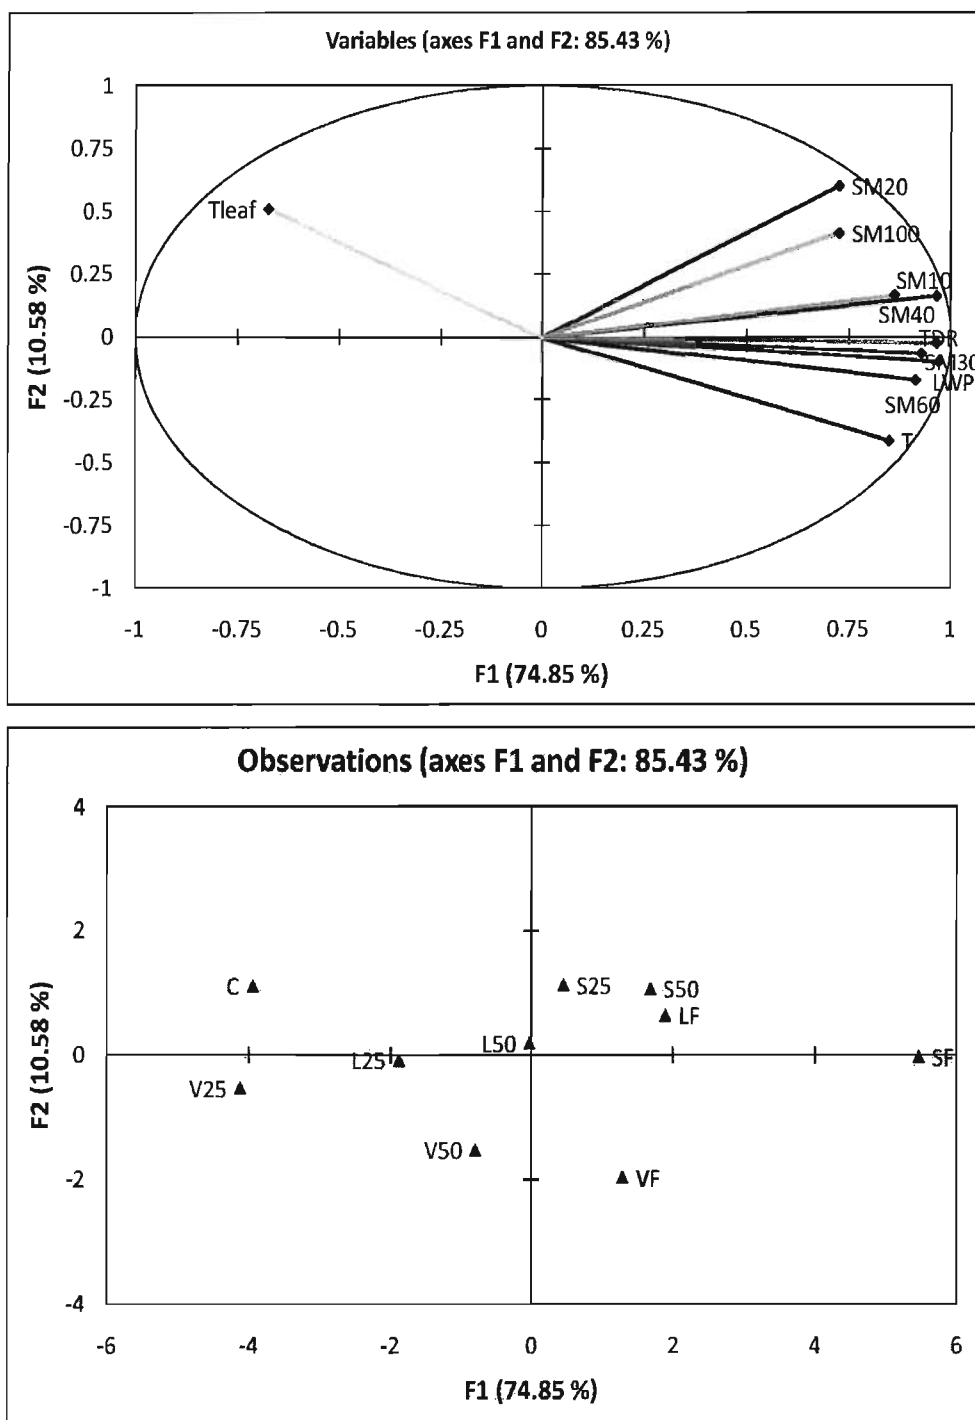 Variables (axes F1 and F2: 85.43 %)
1
0.75
0.5
0.25
0
-0.25
-0.5
-0.75
-1
F2 (10.58 %)
Tleaf
SM20
SM100
SM10
SM40
TDR
SM30
LWP
SM60
T
-1 -0.75 -0.5 -0.25 0 0.25 0.5 0.75 1
F1 (74.85 %)
Observations (axes F1 and F2: 85.43 %)
4
2
0
-2
-4
F2 (10.58 %)
C
S25
S50
LF
L50
L25
SF
V25
V50
VF
-6 -4 -2 0 2 4 6
F1 (74.85 %)